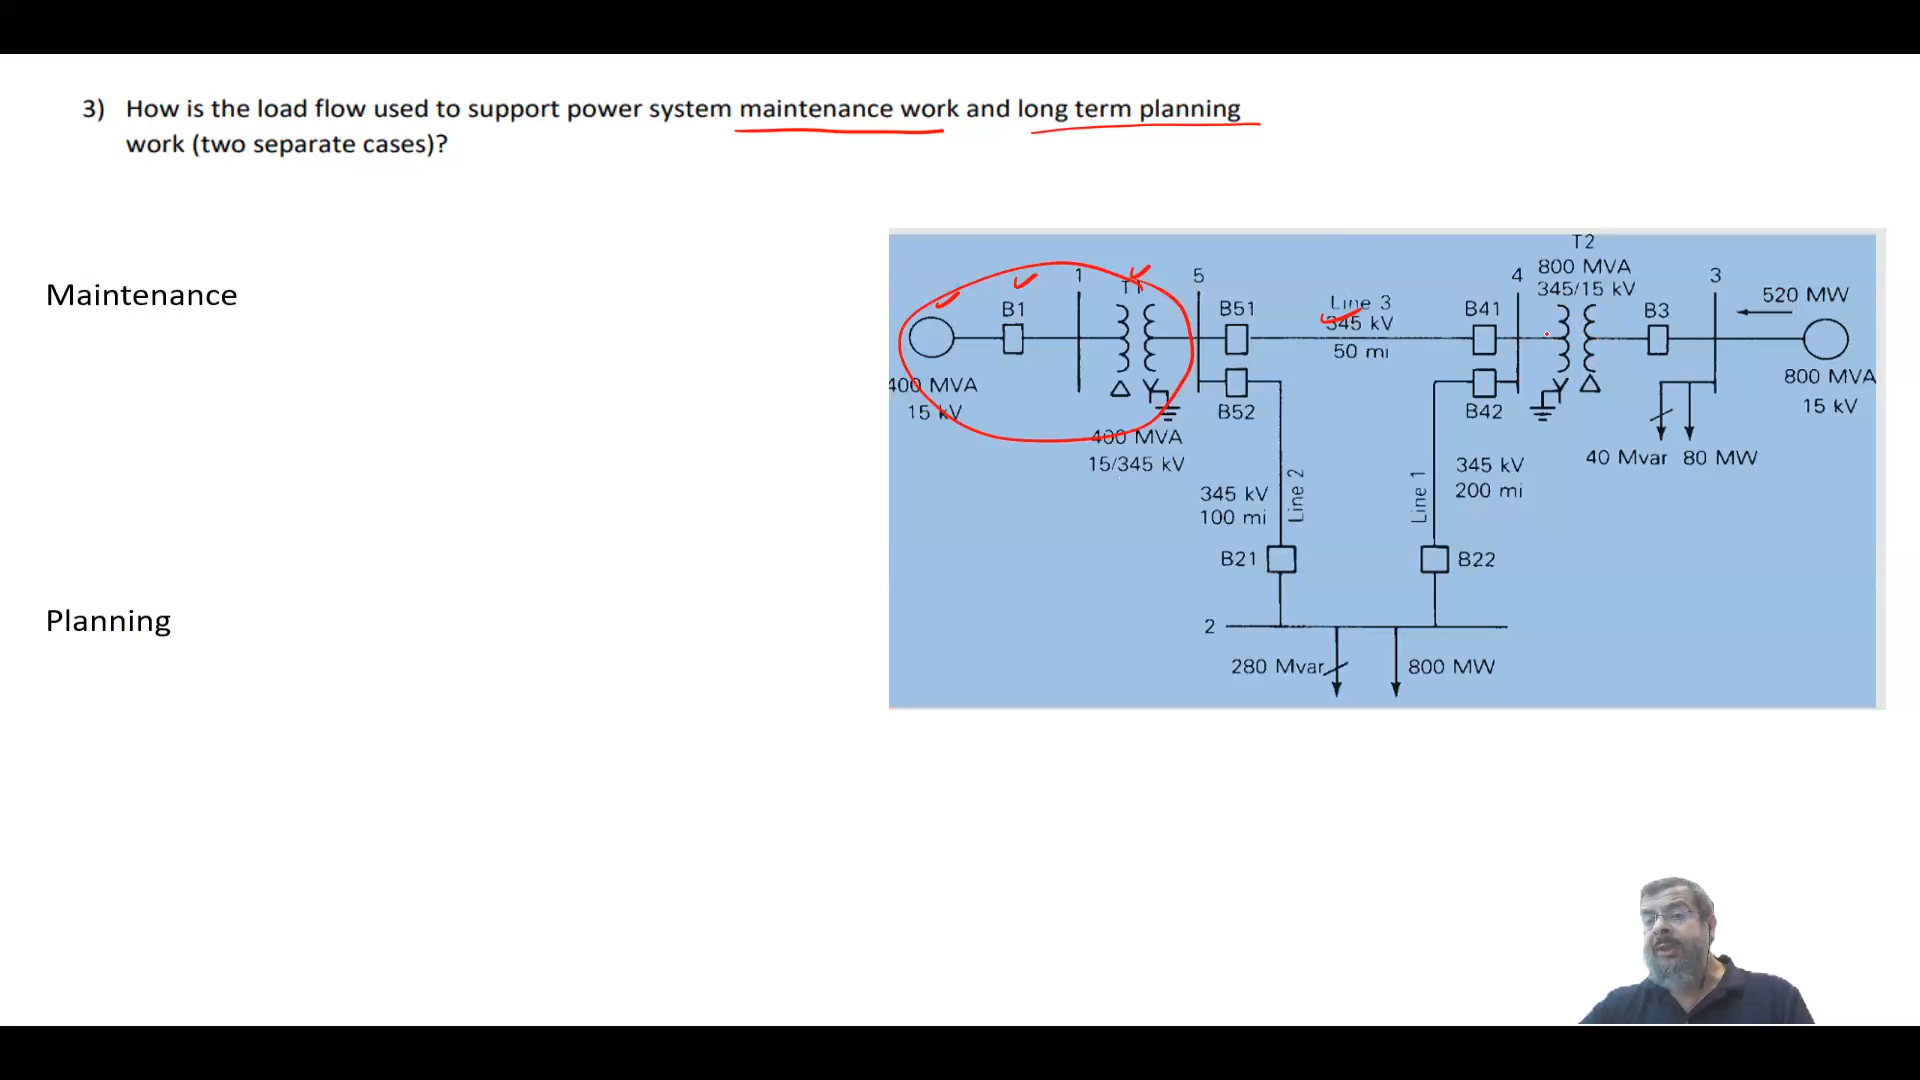 3) How is the load flow used to support power system maintenance work and long term planning
work (two separate cases)?
Maintenance
Planning
B1
400 MVA
15 kV
1
T1
400 MVA
15/345 kV
5
B51
B52
Line 3
345 kV
50 mi
B41
B42
4
T2
800 MVA
345/15 kV
B3
3
520 MW
800 MVA
15 kV
40 Mvar 80 MW
345 kV
100 mi
Line 2
Line 1
345 kV
200 mi
B21
B22
2
280 Mvar
800 MW